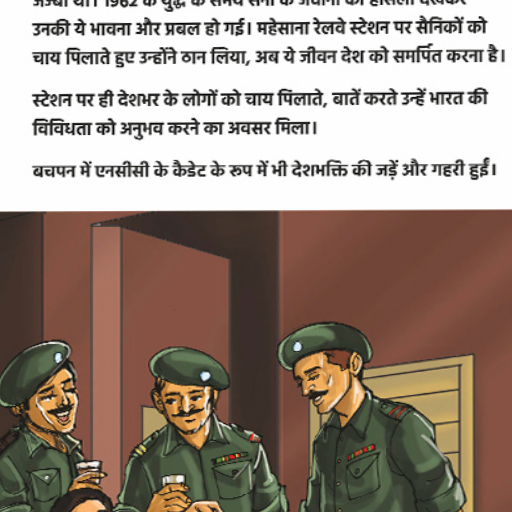 जज्बा था। 1962 के युद्ध के समय सेना के जवानों का हौसला देखकर
उनकी ये भावना और प्रबल हो गई। महेसाना रेलवे स्टेशन पर सैनिकों को
चाय पिलाते हुए उन्होंने ठान लिया, अब ये जीवन देश को समर्पित करना है।
स्टेशन पर ही देशभर के लोगों को चाय पिलाते, बातें करते उन्हें भारत की
विविधता को अनुभव करने का अवसर मिला।
बचपन में एनसीसी के कैडेट के रूप में भी देशभक्ति की जड़ें और गहरी हुईं।